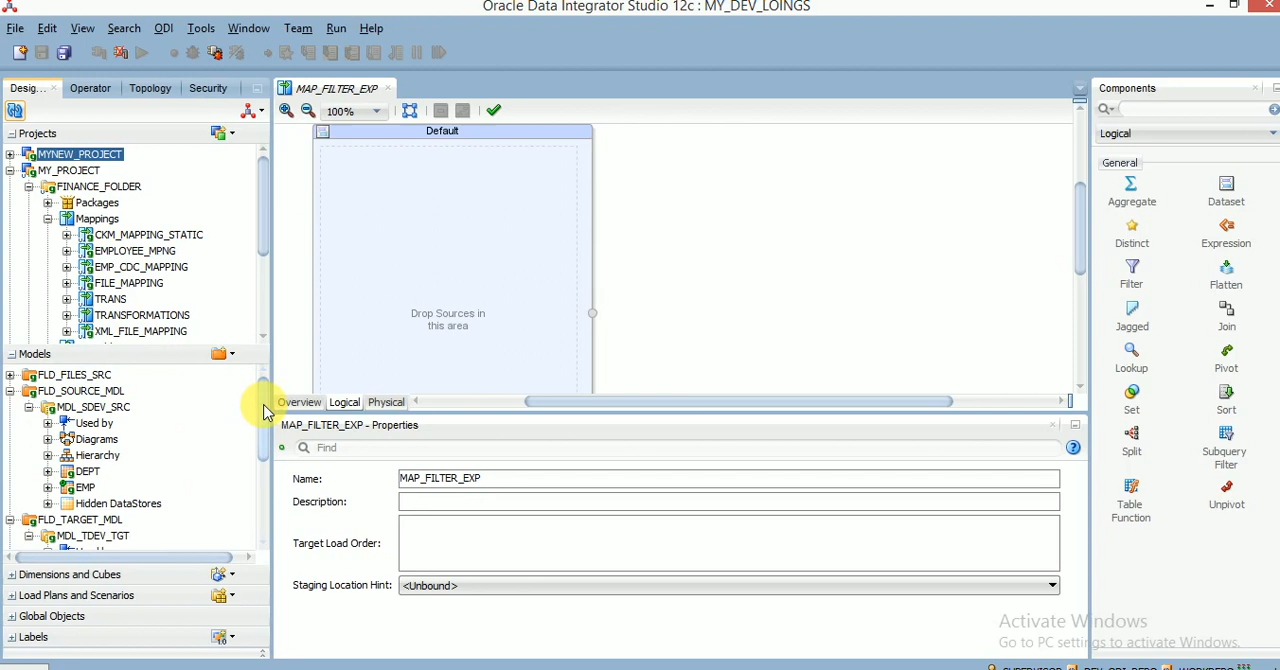 Oracle Data Integrator Studio 12c : MY_DEV_LOINGS
File Edit View Search ODI Tools Window Team Run Help
Desig... Operator Topology Security
MAP_FILTER_EXP
Components
100%
Logical
Projects
Default
MYNEW_PROJECT
MY_PROJECT
FINANCE_FOLDER
Packages
Mappings
CKM_MAPPING_STATIC
EMPLOYEE_MPNG
EMP_CDC_MAPPING
FILE_MAPPING
TRANS
TRANSFORMATIONS
XML_FILE_MAPPING
Drop Sources in
this area
Models
FLD_FILES_SRC
FLD_SOURCE_MDL
MDL_SDEV_SRC
Used by
Diagrams
Hierarchy
DEPT
EMP
Hidden DataStores
FLD_TARGET_MDL
MDL_TDEV_TGT
Dimensions and Cubes
Load Plans and Scenarios
Global Objects
Labels
Overview Logical Physical
MAP_FILTER_EXP - Properties
Find
Name: MAP_FILTER_EXP
Description:
Target Load Order:
Staging Location Hint: <Unbound>
General
Aggregate Dataset
Distinct Expression
Filter Flatten
Jagged Join
Lookup Pivot
Set Sort
Split Subquery
Filter
Table
Function
Unpivot
Activate Windows
Go to PC settings to activate Windows.